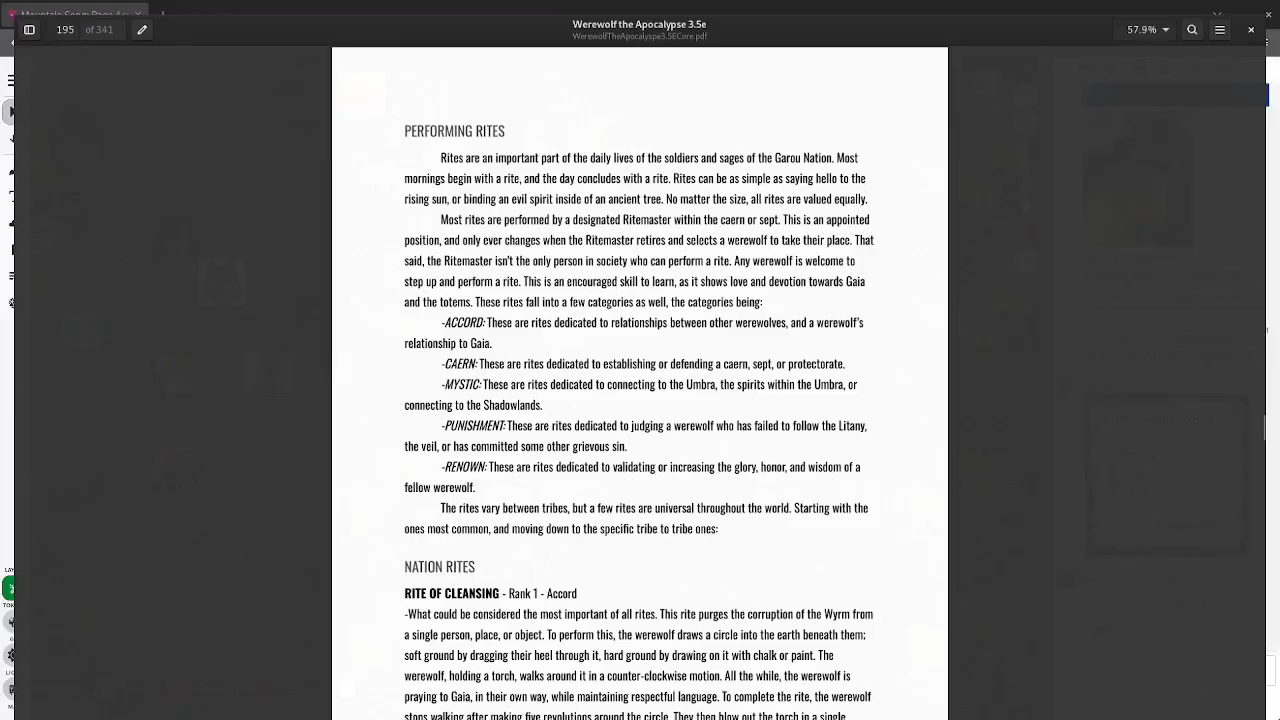 Werewolf the Apocalypse 3.5e
WerewolfTheApocalyspe3.5ECore.pdf
195 of 341
57.9%
PERFORMING RITES
Rites are an important part of the daily lives of the soldiers and sages of the Garou Nation. Most
mornings begin with a rite, and the day concludes with a rite. Rites can be as simple as saying hello to the
rising sun, or binding an evil spirit inside of an ancient tree. No matter the size, all rites are valued equally.
Most rites are performed by a designated Ritemaster within the caern or sept. This is an appointed
position, and only ever changes when the Ritemaster retires and selects a werewolf to take their place. That
said, the Ritemaster isn't the only person in society who can perform a rite. Any werewolf is welcome to
step up and perform a rite. This is an encouraged skill to learn, as it shows love and devotion towards Gaia
and the totems. These rites fall into a few categories as well, the categories being:
-ACCORD: These are rites dedicated to relationships between other werewolves, and a werewolf's
relationship to Gaia.
-CAERN: These are rites dedicated to establishing or defending a caern, sept, or protectorate.
-MYSTIC: These are rites dedicated to connecting to the Umbra, the spirits within the Umbra, or
connecting to the Shadowlands.
-PUNISHMENT: These are rites dedicated to judging a werewolf who has failed to follow the Litany,
the veil, or has committed some other grievous sin.
-RENOWN: These are rites dedicated to validating or increasing the glory, honor, and wisdom of a
fellow werewolf.
The rites vary between tribes, but a few rites are universal throughout the world. Starting with the
ones most common, and moving down to the specific tribe to tribe ones:
NATION RITES
RITE OF CLEANSING - Rank 1 - Accord
-What could be considered the most important of all rites. This rite purges the corruption of the Wyrm from
a single person, place, or object. To perform this, the werewolf draws a circle into the earth beneath them;
soft ground by dragging their heel through it, hard ground by drawing on it with chalk or paint. The
werewolf, holding a torch, walks around it in a counter-clockwise motion. All the while, the werewolf is
praying to Gaia, in their own way, while maintaining respectful language. To complete the rite, the werewolf
stops walking after making five revolutions around the circle. They then blow out the torch in a single